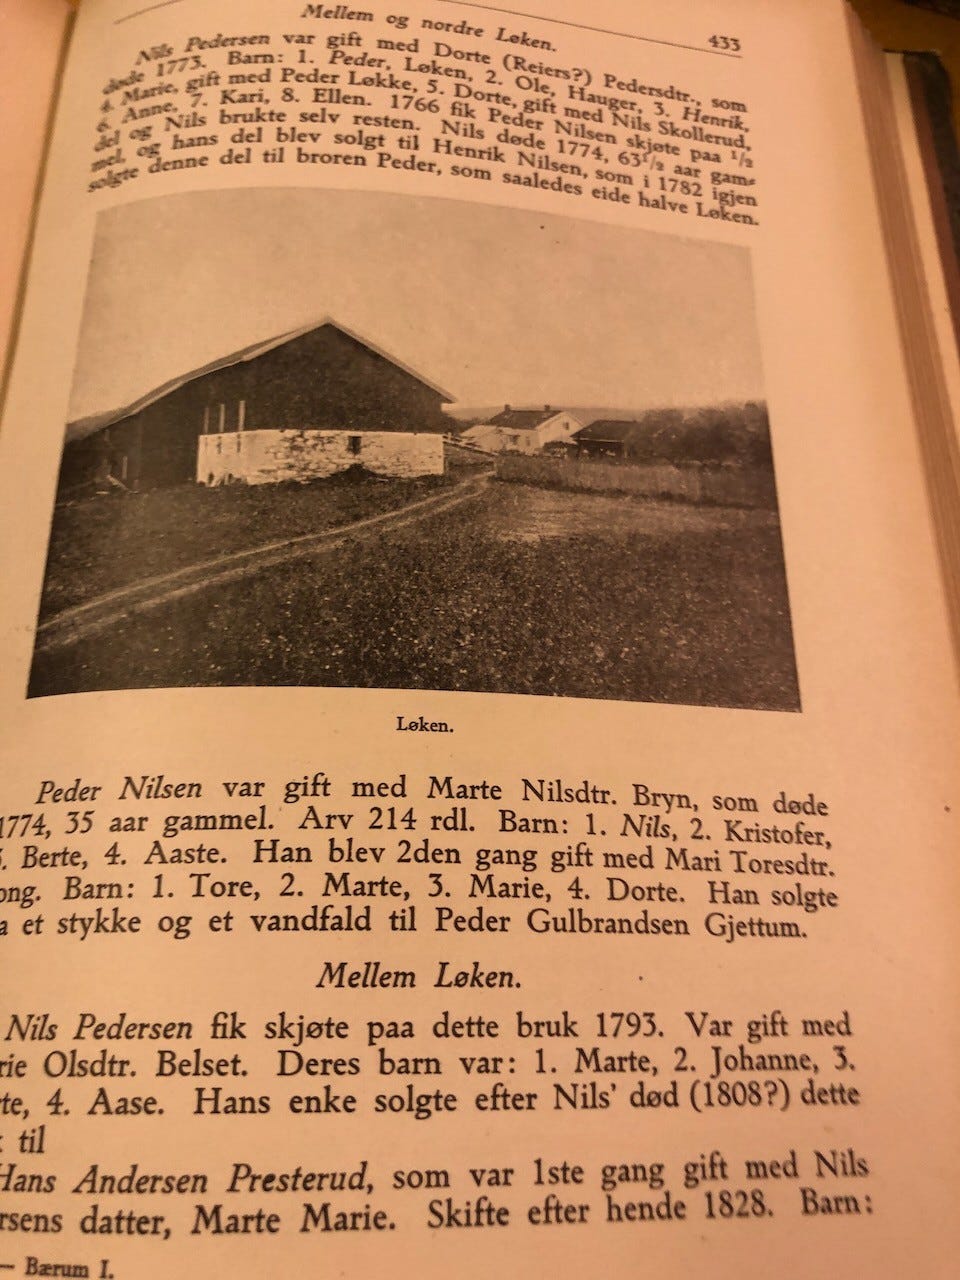 Mellem og nordre Løken.
433
Nils Pedersen var gift med Dorte (Reiers?) Pedersdtr., som
døde 1773. Barn: 1. Peder, Løken, 2. Ole, Hauger, 3. Henrik,
4. Marie, gift med Peder Løkke, 5. Dorte, gift med Nils Skollerud,
6. Anne, 7. Kari, 8. Ellen. 1766 fik Peder Nilsen skjøte paa 1/2
del og Nils brukte selv resten. Nils døde 1774, 63 1/2 aar gam-
mel, og hans del blev solgt til Henrik Nilsen, som i 1782 igjen
solgte denne del til broren Peder, som saaledes eide halve Løken.
Løken.
Peder Nilsen var gift med Marte Nilsdtr. Bryn, som døde
1774, 35 aar gammel. Arv 214 rdl. Barn: 1. Nils, 2. Kristofer,
Berte, 4. Aaste. Han blev 2den gang gift med Mari Toresdtr.
Barn: 1. Tore, 2. Marte, 3. Marie, 4. Dorte. Han solgte
et stykke og et vandfald til Peder Gulbrandsen Gjettum.
Mellem Løken.
Nils Pedersen fik skjøte paa dette bruk 1793. Var gift med
Olsdtr. Belset. Deres barn var: 1. Marte, 2. Johanne, 3.
4. Aase. Hans enke solgte efter Nils' død (1808?) dette
til
Hans Andersen Presterud, som var 1ste gang gift med Nils
datter, Marte Marie. Skifte efter hende 1828. Barn:
— Bærum I.